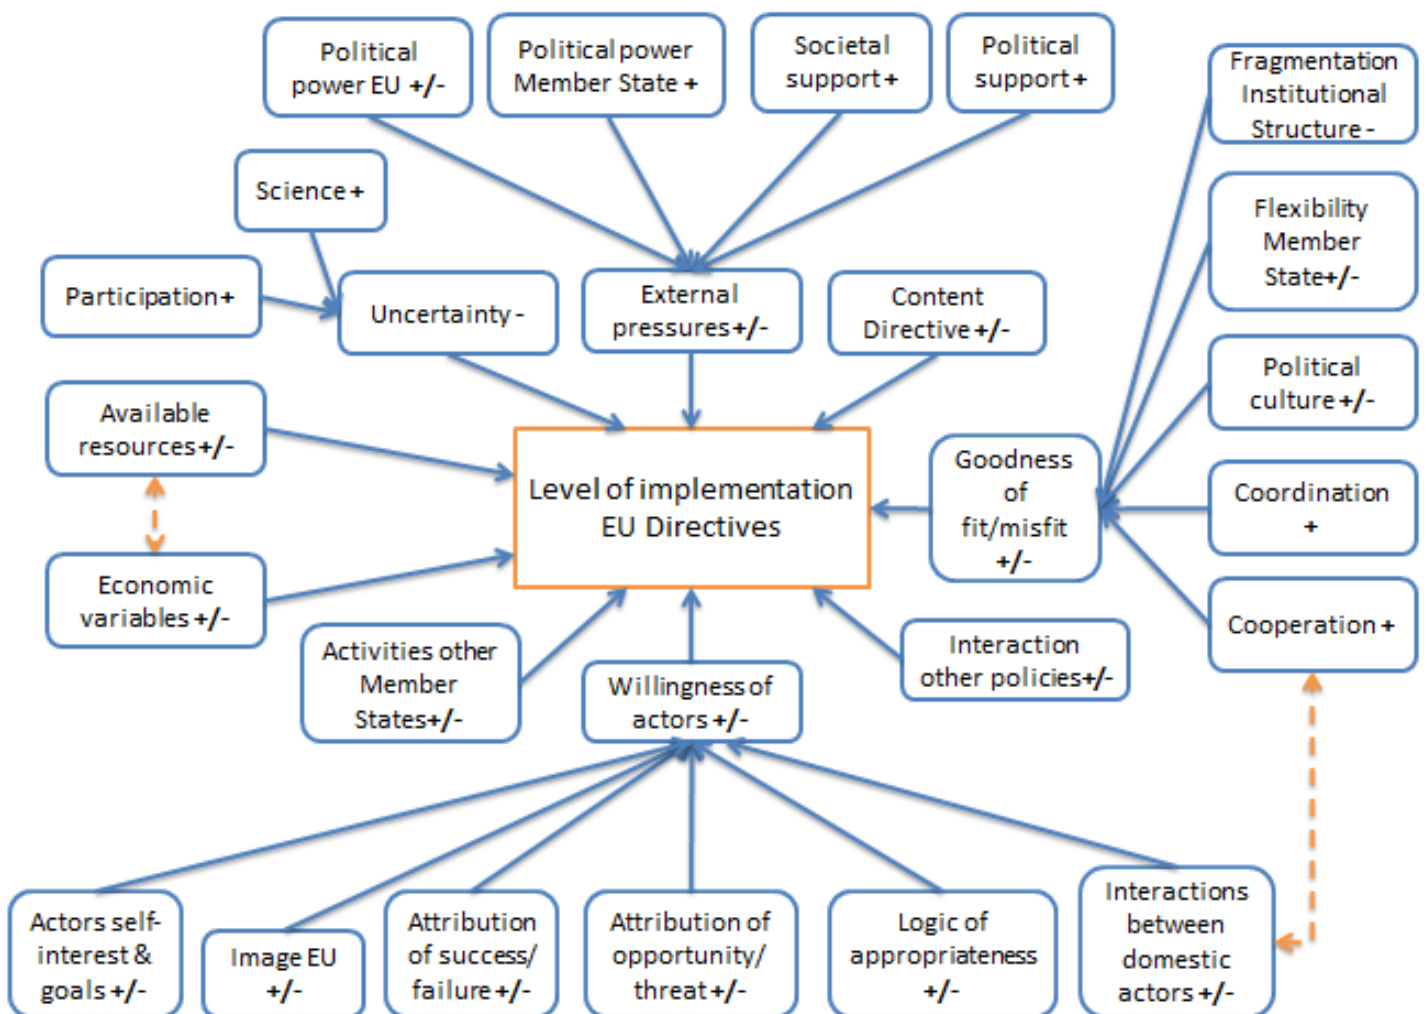 Political
power EU +/-
Political power
Member State +
Societal
support +
Political
support +
Fragmentation
Institutional
Structure -
Science +
Flexibility
Member
State+/-
Participation +
Uncertainty -
External
pressures +/-
Content
Directive +/-
Political
culture +/-
Available
resources +/-
Level of implementation
EU Directives
Goodness
of
fit/misfit
+/-
Coordination
+
Economic
variables +/-
Cooperation +
Activities other
Member
States+/-
Willingness of
actors +/-
Interaction
other policies+/-
Actors self-
interest &
goals +/-
Image EU
+/-
Attribution
of success/
failure +/-
Attribution of
opportunity/
threat +/-
Logic of
appropriateness
+/-
Interactions
between
domestic
actors +/-